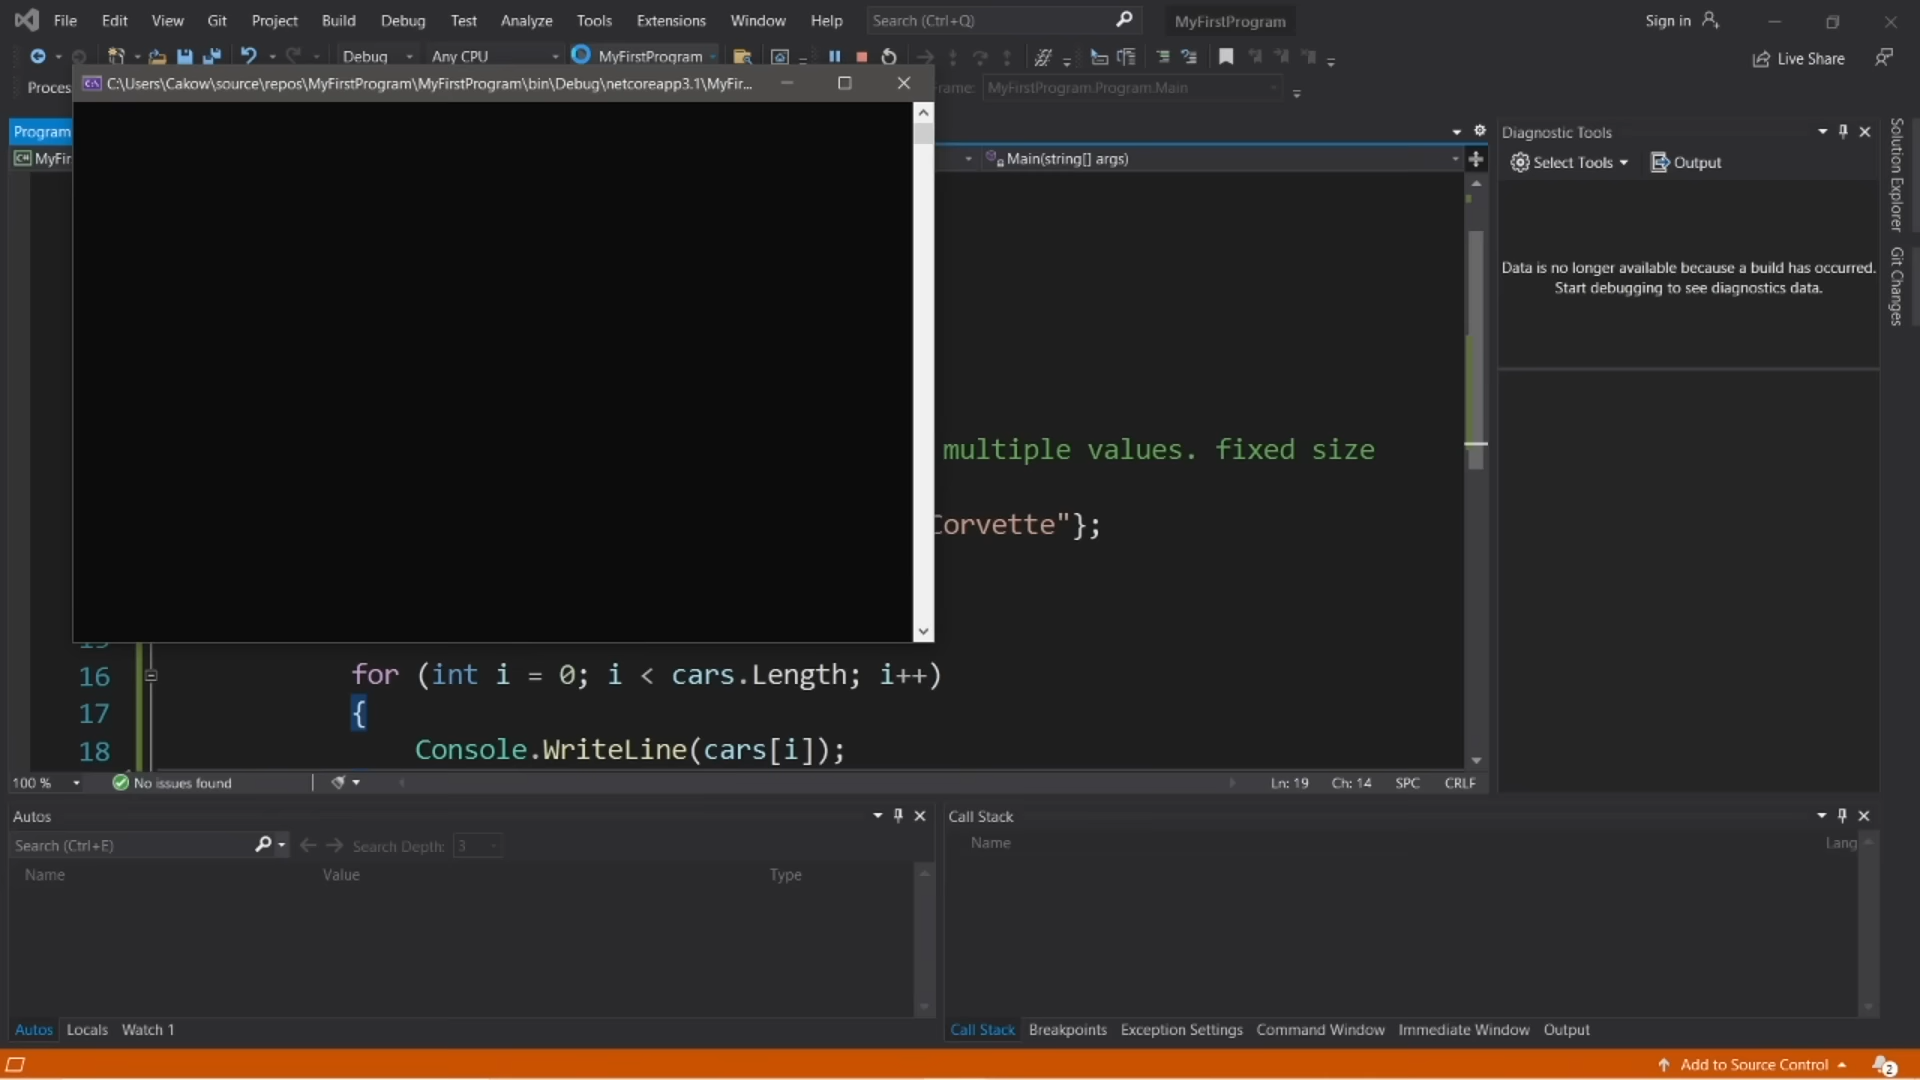 File Edit View Git Project Build Debug Test Analyze Tools Extensions Window Help Search (Ctrl+Q) MyFirstProgram Sign in
Debug Any CPU MyFirstProgram Live Share
Proces
C:\Users\Cakow\source\repos\MyFirstProgram\MyFirstProgram\bin\Debug\netcoreapp3.1\MyFir...
rame: MyFirstProgram.Program.Main
Program
MyFir
Main(string[] args)
Diagnostic Tools
Select Tools Output
Data is no longer available because a build has occurred.
Start debugging to see diagnostics data.
Solution Explorer
Git Changes
multiple values. fixed size
Corvette"};
15
16 for (int i = 0; i < cars.Length; i++)
17 {
18 Console.WriteLine(cars[i]);
100 % No issues found Ln: 19 Ch: 14 SPC CRLF
Autos
Search (Ctrl+E) Search Depth: 3
Name Value Type
Autos Locals Watch 1
Call Stack
Name Lang
Call Stack Breakpoints Exception Settings Command Window Immediate Window Output
Add to Source Control 2